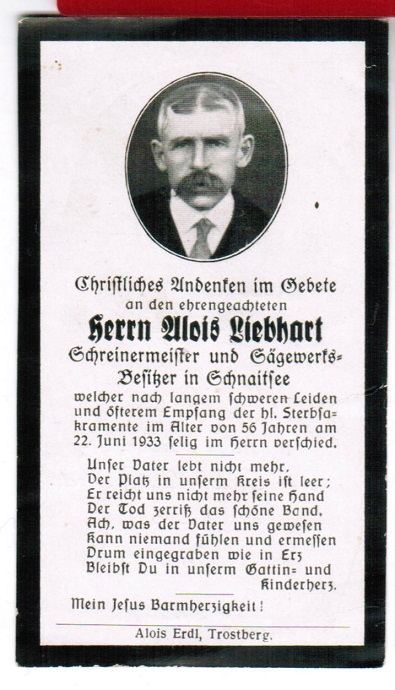 Christliches Andenken im Gebete
an den ehrengeachteten
Herrn Alois Liebhart
Schreinermeister und Sägewerks-
Besitzer in Schnaitsee
welcher nach langem schweren Leiden
und öfterem Empfang der hl. Sterbsa-
kramente im Alter von 56 Jahren am
22. Juni 1933 selig im Herrn verschied.
Unser Vater lebt nicht mehr,
Der Platz in unserm Kreis ist leer;
Er reicht uns nicht mehr seine Hand
Der Tod zerriß das schöne Band.
Ach, was der Vater uns gewesen
Kann niemand fühlen und ermessen
Drum eingegraben wie in Erz
Bleibst Du in unserm Gattin- und
Kinderherz.
Mein Jesus Barmherzigkeit!
Alois Erdl, Trostberg.